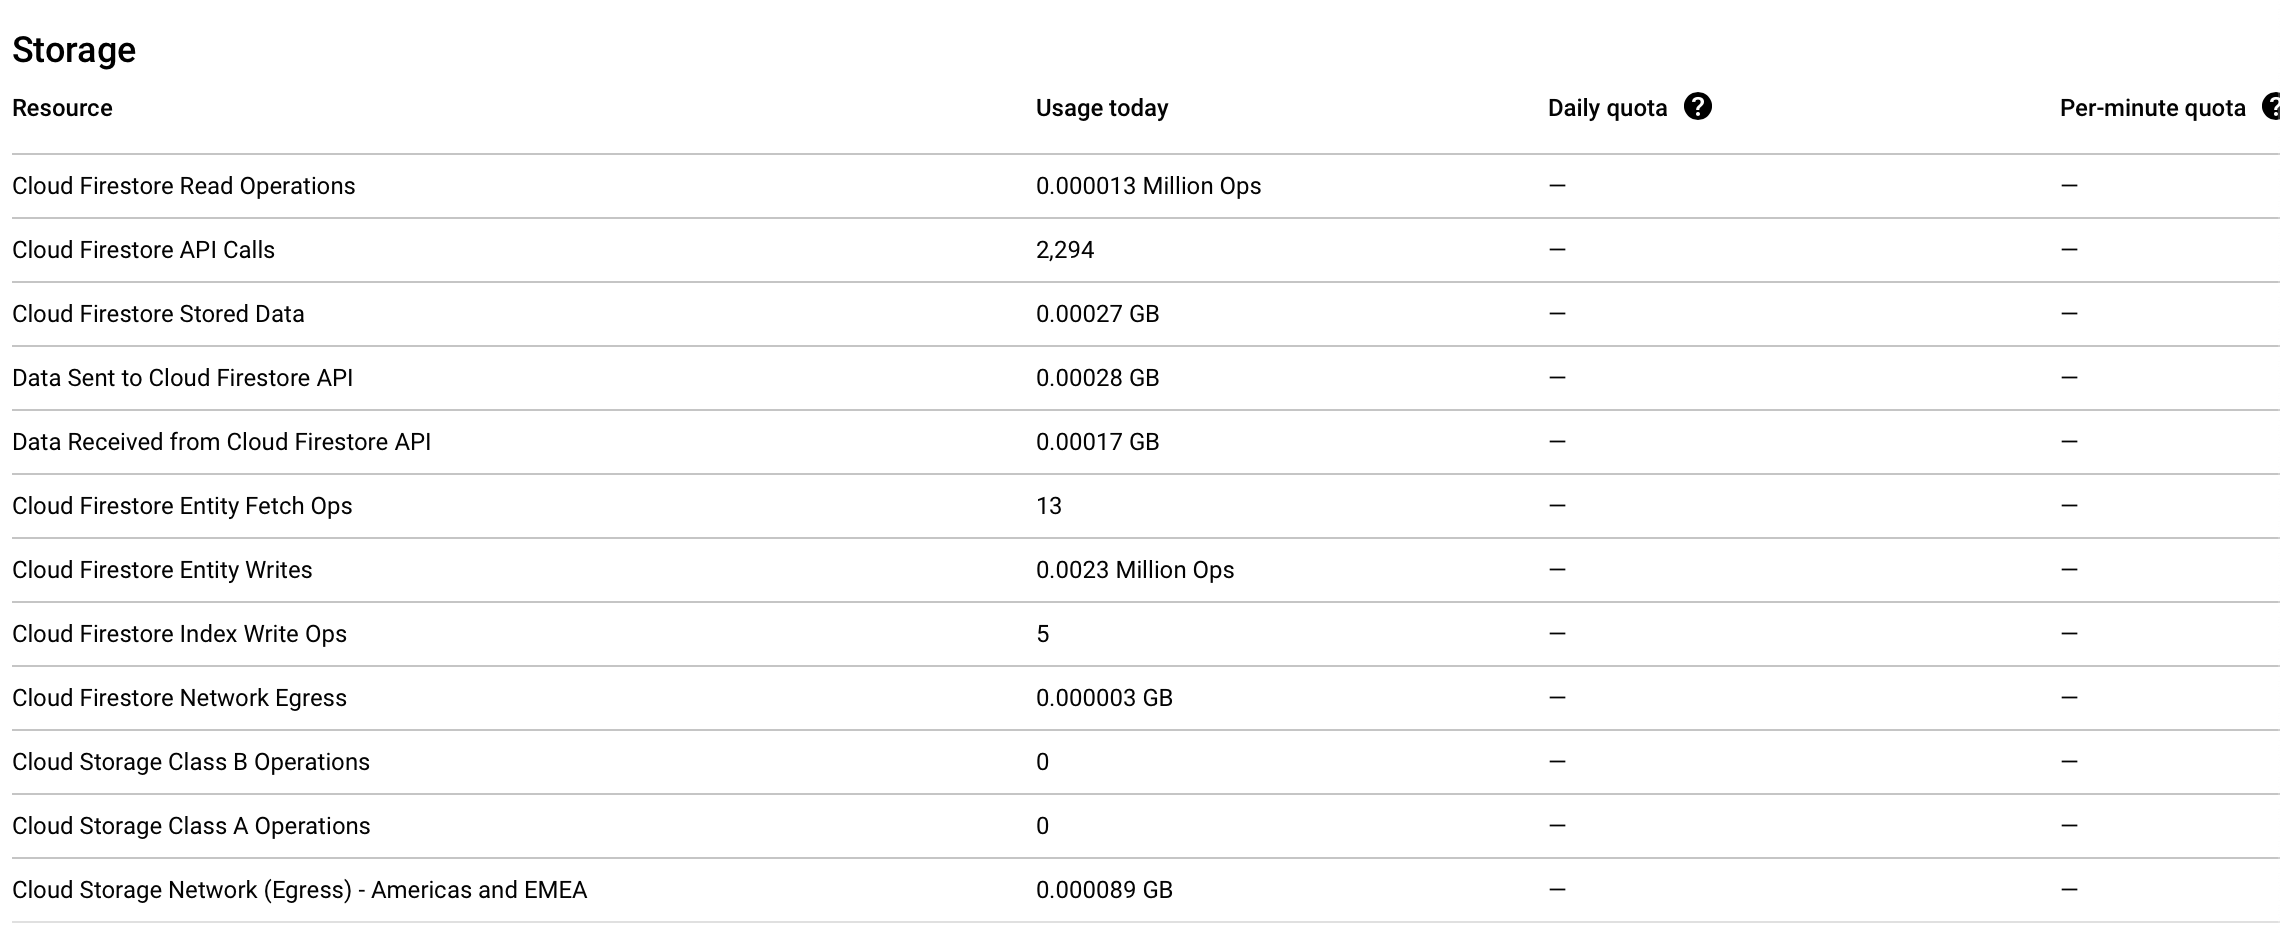 Storage
Resource Usage today Daily quota ? Per-minute quota ?
Cloud Firestore Read Operations 0.000013 Million Ops — —
Cloud Firestore API Calls 2,294 — —
Cloud Firestore Stored Data 0.00027 GB — —
Data Sent to Cloud Firestore API 0.00028 GB — —
Data Received from Cloud Firestore API 0.00017 GB — —
Cloud Firestore Entity Fetch Ops 13 — —
Cloud Firestore Entity Writes 0.0023 Million Ops — —
Cloud Firestore Index Write Ops 5 — —
Cloud Firestore Network Egress 0.000003 GB — —
Cloud Storage Class B Operations 0 — —
Cloud Storage Class A Operations 0 — —
Cloud Storage Network (Egress) - Americas and EMEA 0.000089 GB — —